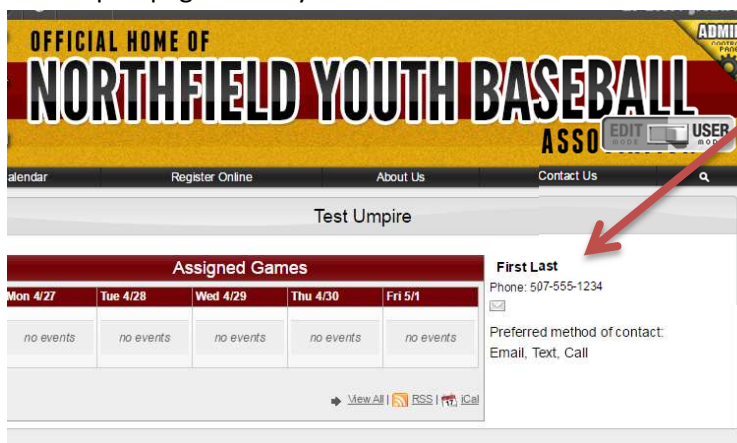 OFFICIAL HOME OF
ADMIN
NORTHFIELD YOUTH BASEBALL
EDIT MODE USER MODE
alendar Register Online About Us Contact Us
Test Umpire
Assigned Games
First Last
Phone: 507-555-1234
Mon 4/27 Tue 4/28 Wed 4/29 Thu 4/30 Fri 5/1
no events no events no events no events no events
Preferred method of contact:
Email, Text, Call
View All | RSS | iCal